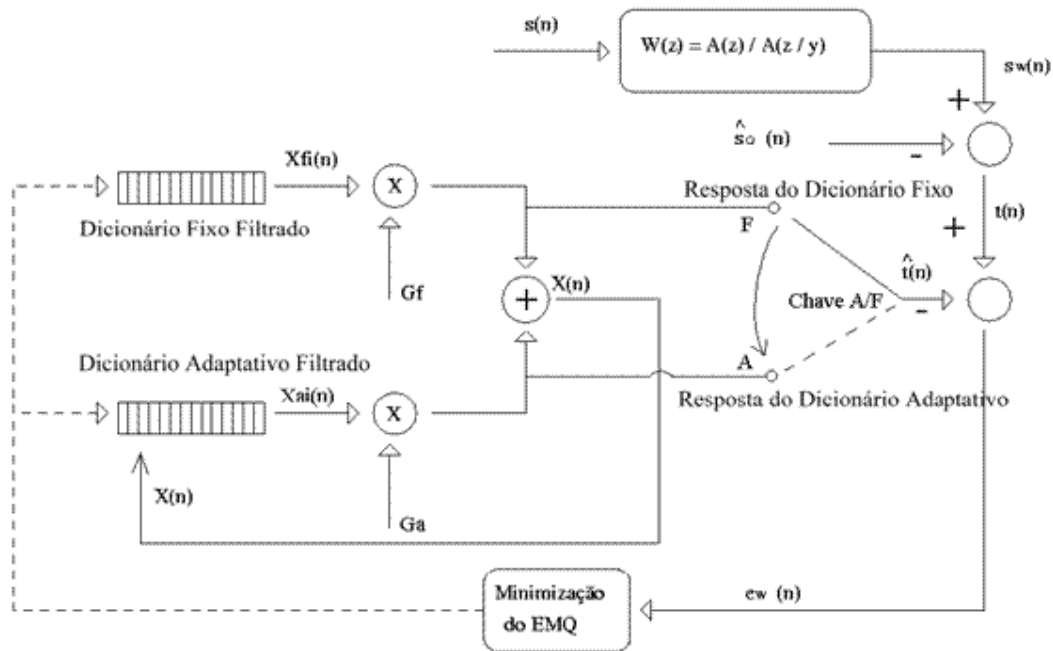 s(n)
W(z) = A(z) / A(z / y)
sw(n)
+
ŝo (n)
-
Xfi(n)
X
Resposta do Dicionário Fixo
Dicionário Fixo Filtrado
F
+
t(n)
t̂(n)
X(n)
+
Gf
Chave A/F
-
Dicionário Adaptativo Filtrado
A
Xai(n)
X
Resposta do Dicionário Adaptativo
X(n)
Ga
Minimização
do EMQ
ew (n)